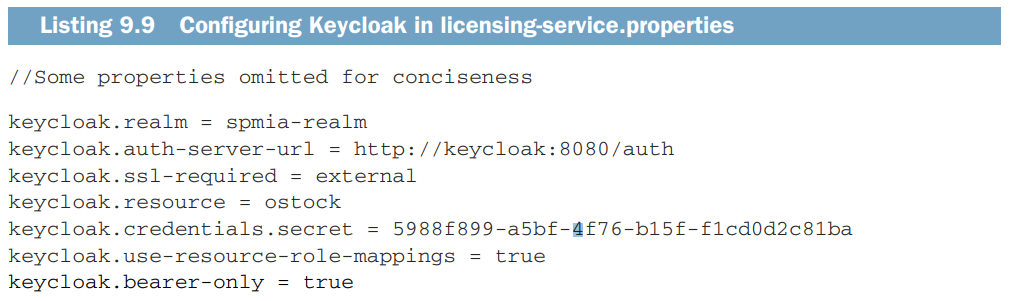 Listing 9.9 Configuring Keycloak in licensing-service.properties
//Some properties omitted for conciseness
keycloak.realm = spmia-realm
keycloak.auth-server-url = http://keycloak:8080/auth
keycloak.ssl-required = external
keycloak.resource = ostock
keycloak.credentials.secret = 5988f899-a5bf-4f76-b15f-f1cd0d2c81ba
keycloak.use-resource-role-mappings = true
keycloak.bearer-only = true